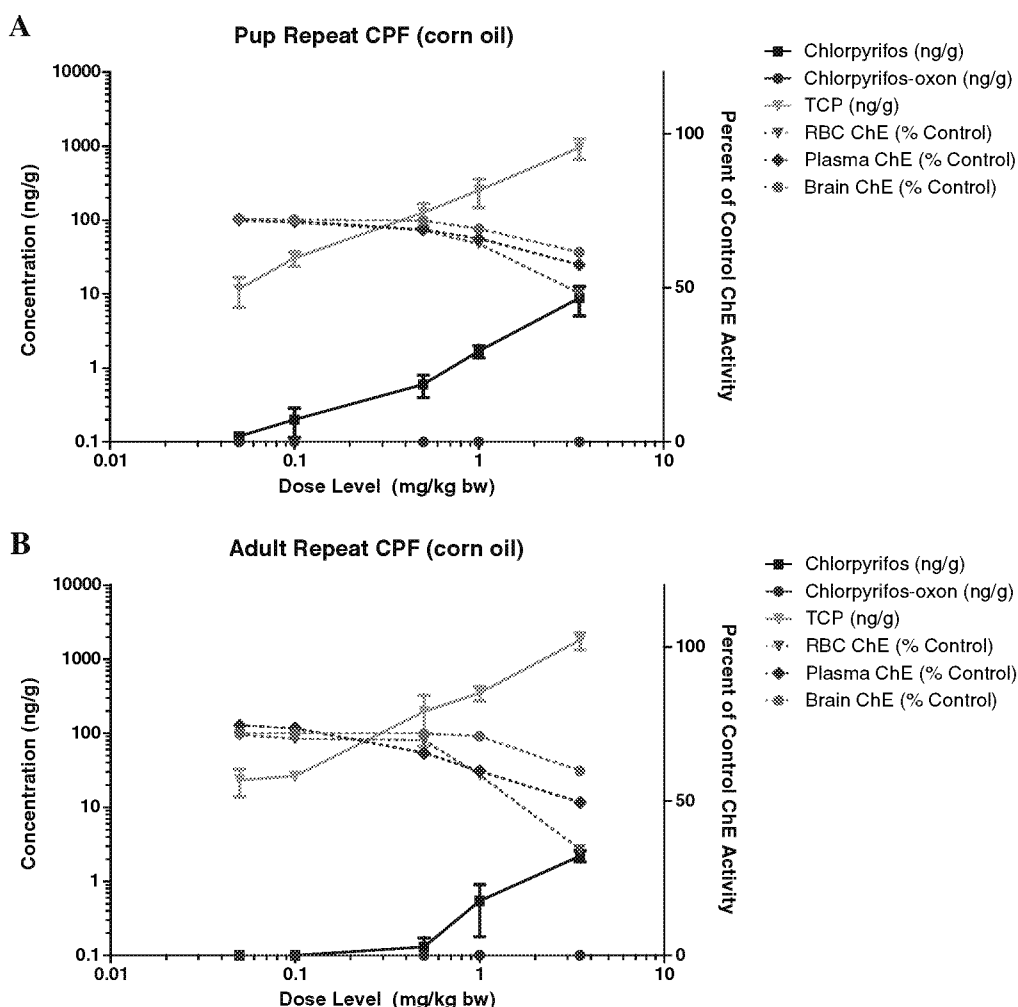 A
Pup Repeat CPF (corn oil)
10000
1000
100
10
1
0.1
Concentration (ng/g)
0.01
0.1
1
10
Dose Level (mg/kg bw)
100
50
0
Percent of Control ChE Activity
Chlorpyrifos (ng/g)
Chlorpyrifos-oxon (ng/g)
TCP (ng/g)
RBC ChE (% Control)
Plasma ChE (% Control)
Brain ChE (% Control)
B
Adult Repeat CPF (corn oil)
10000
1000
100
10
1
0.1
Concentration (ng/g)
0.01
0.1
1
10
Dose Level (mg/kg bw)
100
50
0
Percent of Control ChE Activity
Chlorpyrifos (ng/g)
Chlorpyrifos-oxon (ng/g)
TCP (ng/g)
RBC ChE (% Control)
Plasma ChE (% Control)
Brain ChE (% Control)